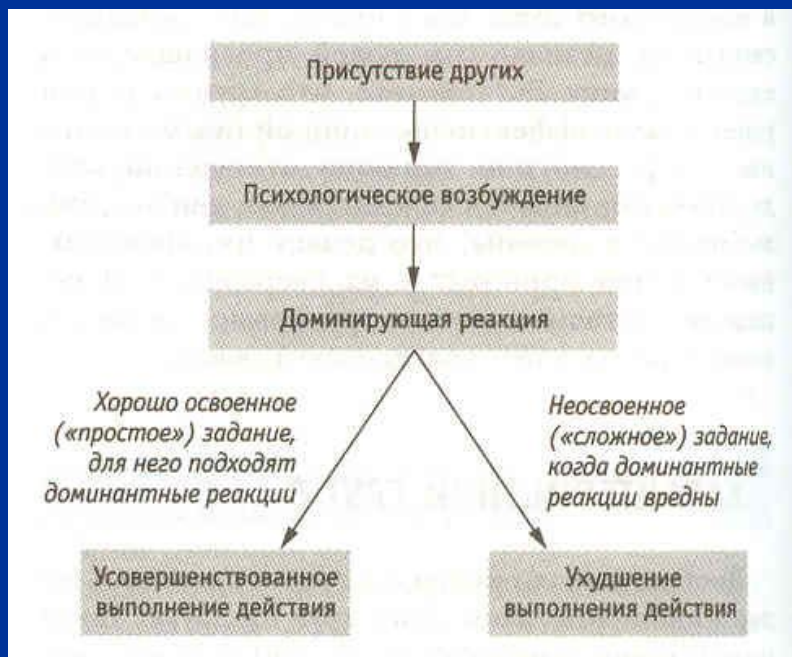 Присутствие других
Психологическое возбуждение
Доминирующая реакция
Хорошо освоенное
(«простое») задание,
для него подходят
доминантные реакции
Неосвоенное
(«сложное») задание,
когда доминантные
реакции вредны
Усовершенствованное
выполнение действия
Ухудшение
выполнения действия